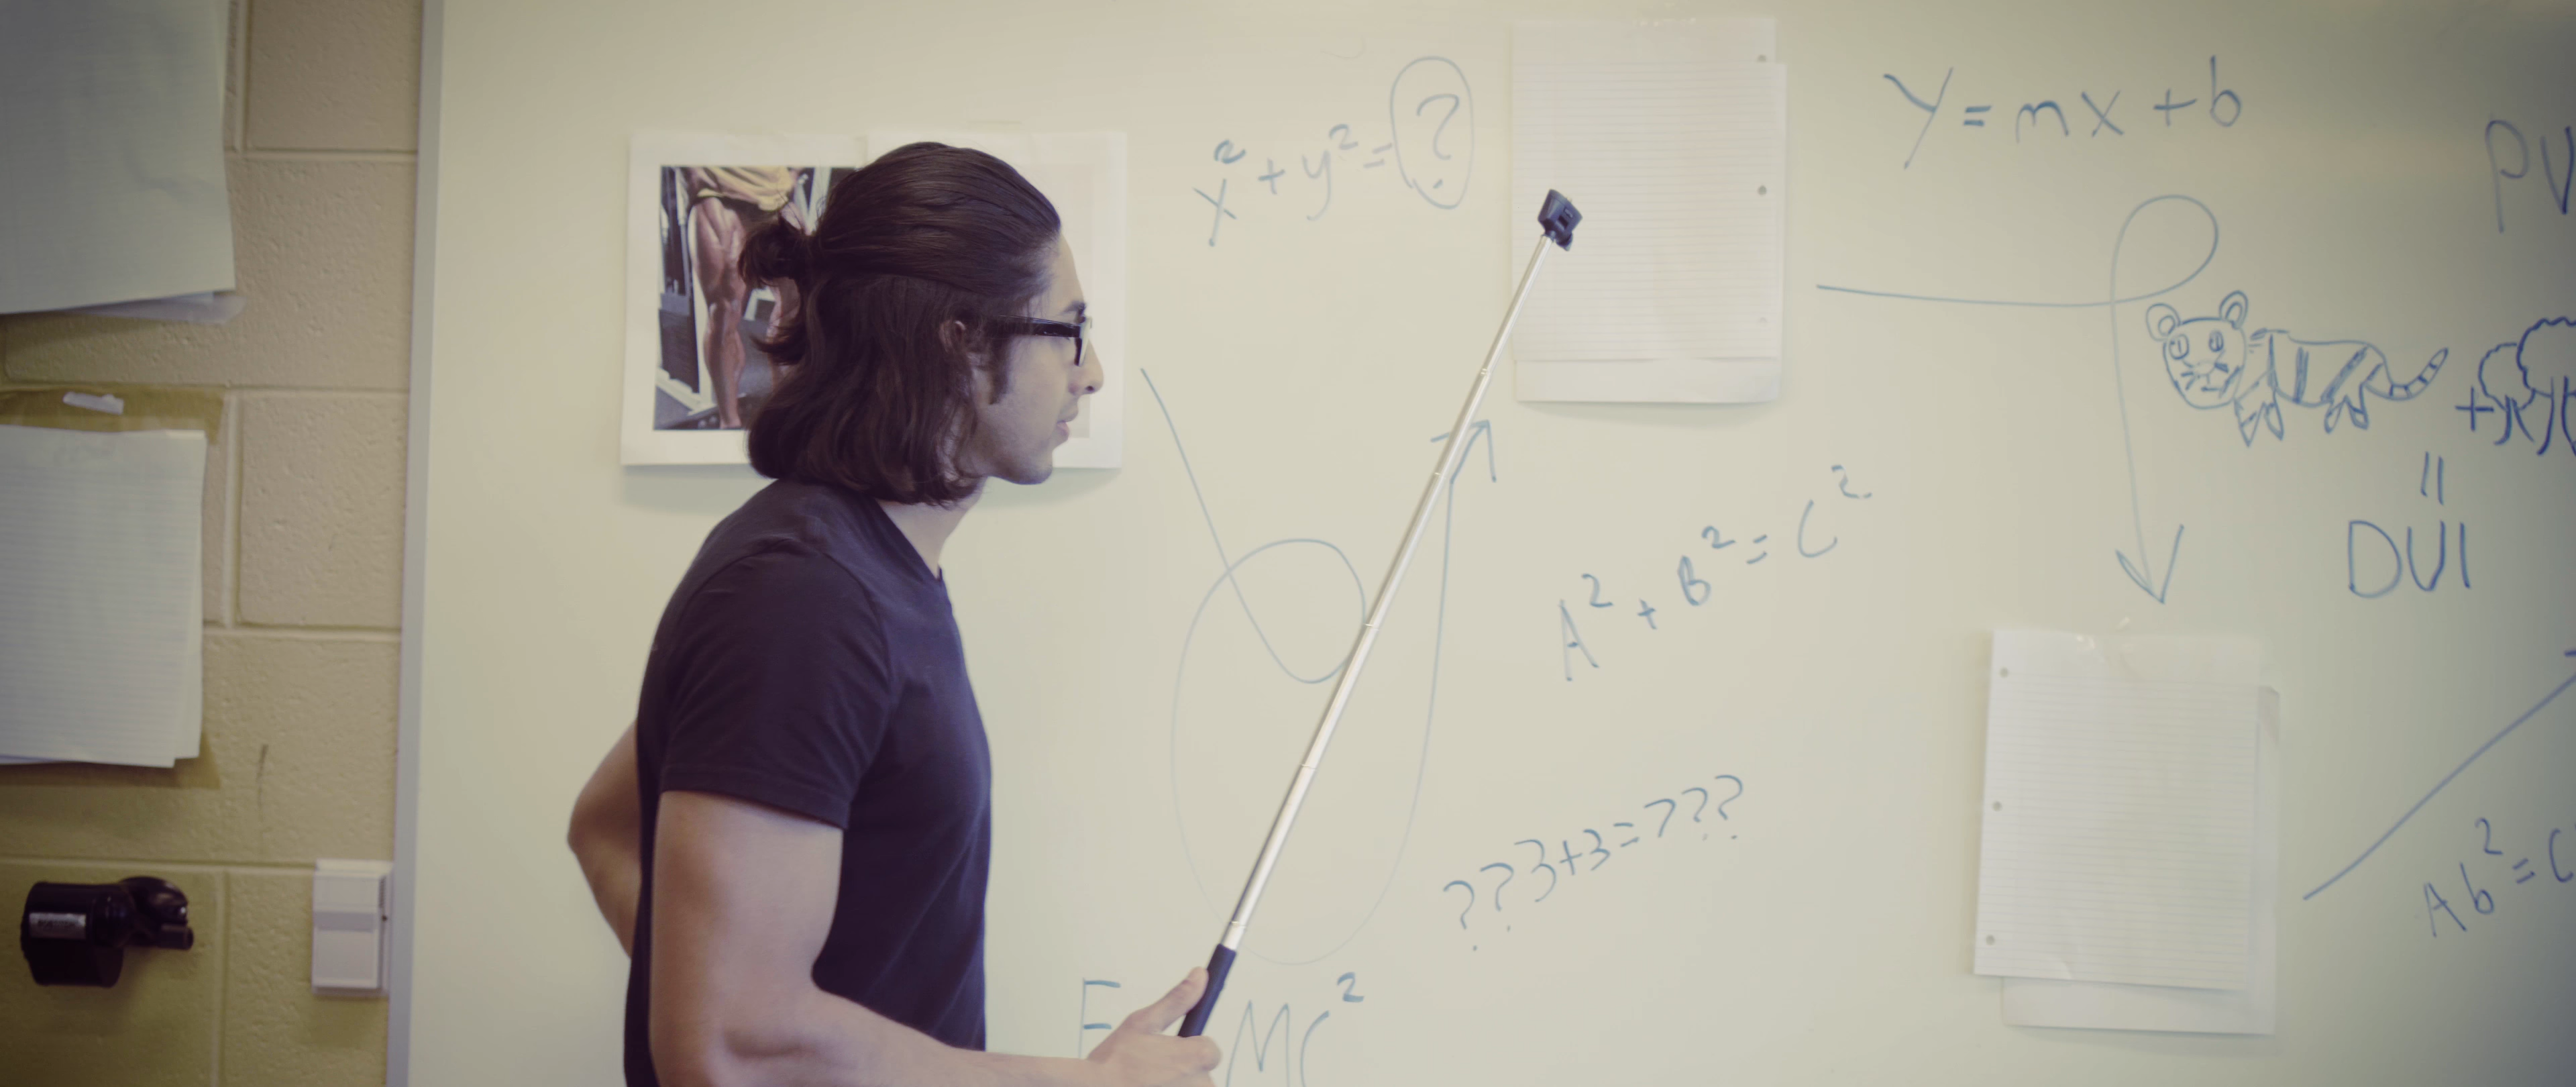 x² + y² = ?
Y = mx + b
PV
A² + B² = C²
+
=
DUI
??3+3=???
Ab² = C
E MC²